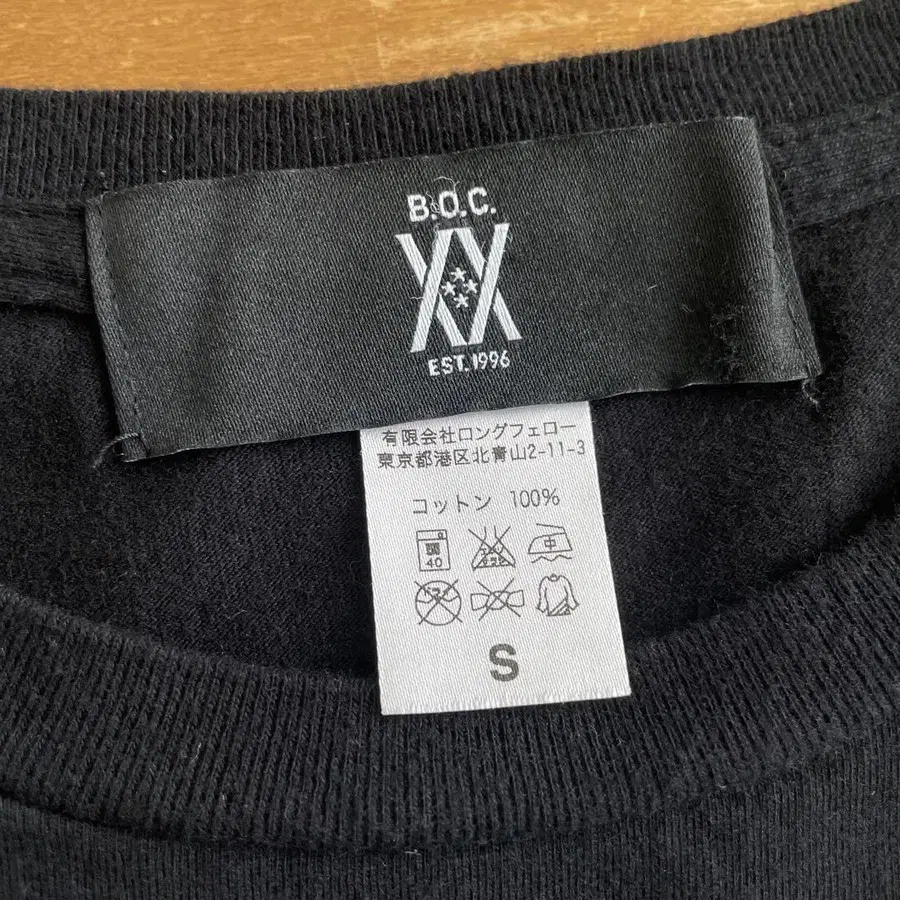 B.O.C.
EST. 1996
有限会社ロングフェロー
東京都港区北青山2-11-3
コットン 100%
40
中
S